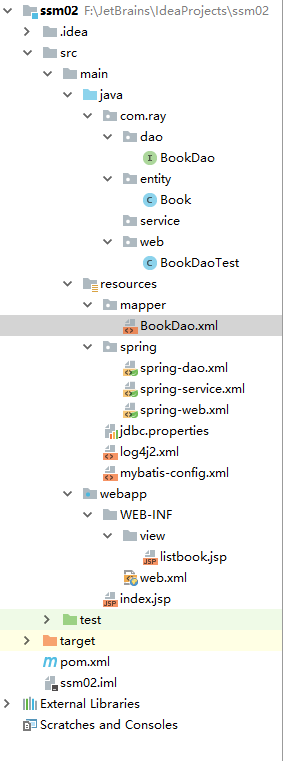 ssm02 F:\JetBrains\IdeaProjects\ssm02
.idea
src
main
java
com.ray
dao
I BookDao
entity
C Book
service
web
C BookDaoTest
resources
mapper
BookDao.xml
spring
spring-dao.xml
spring-service.xml
spring-web.xml
jdbc.properties
log4j2.xml
mybatis-config.xml
webapp
WEB-INF
view
JSP listbook.jsp
web.xml
JSP index.jsp
test
target
m pom.xml
ssm02.iml
External Libraries
Scratches and Consoles